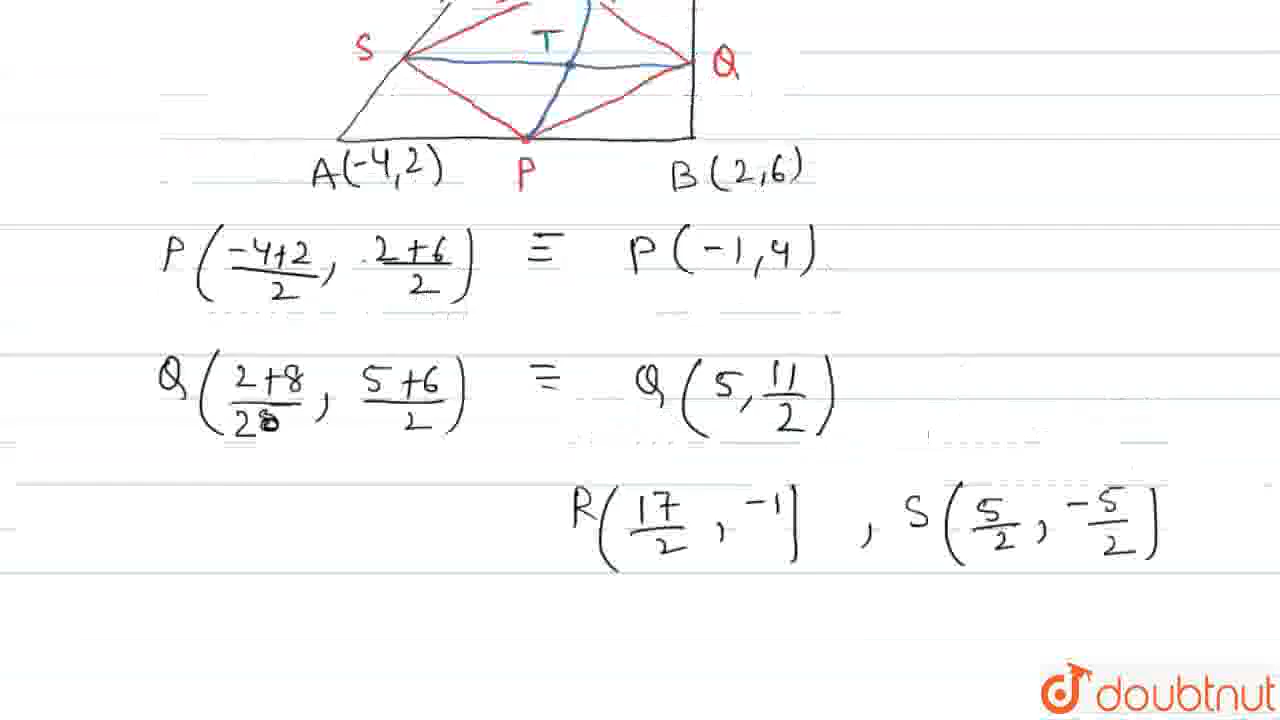 S T Q
A(-4,2) P B(2,6)
P((-4+2)/2, (2+6)/2) ≡ P(-1,4)
Q((2+8)/2, (5+6)/2) ≡ Q(5, 11/2)
R(17/2, -1) , S(5/2, -5/2)
doubtnut